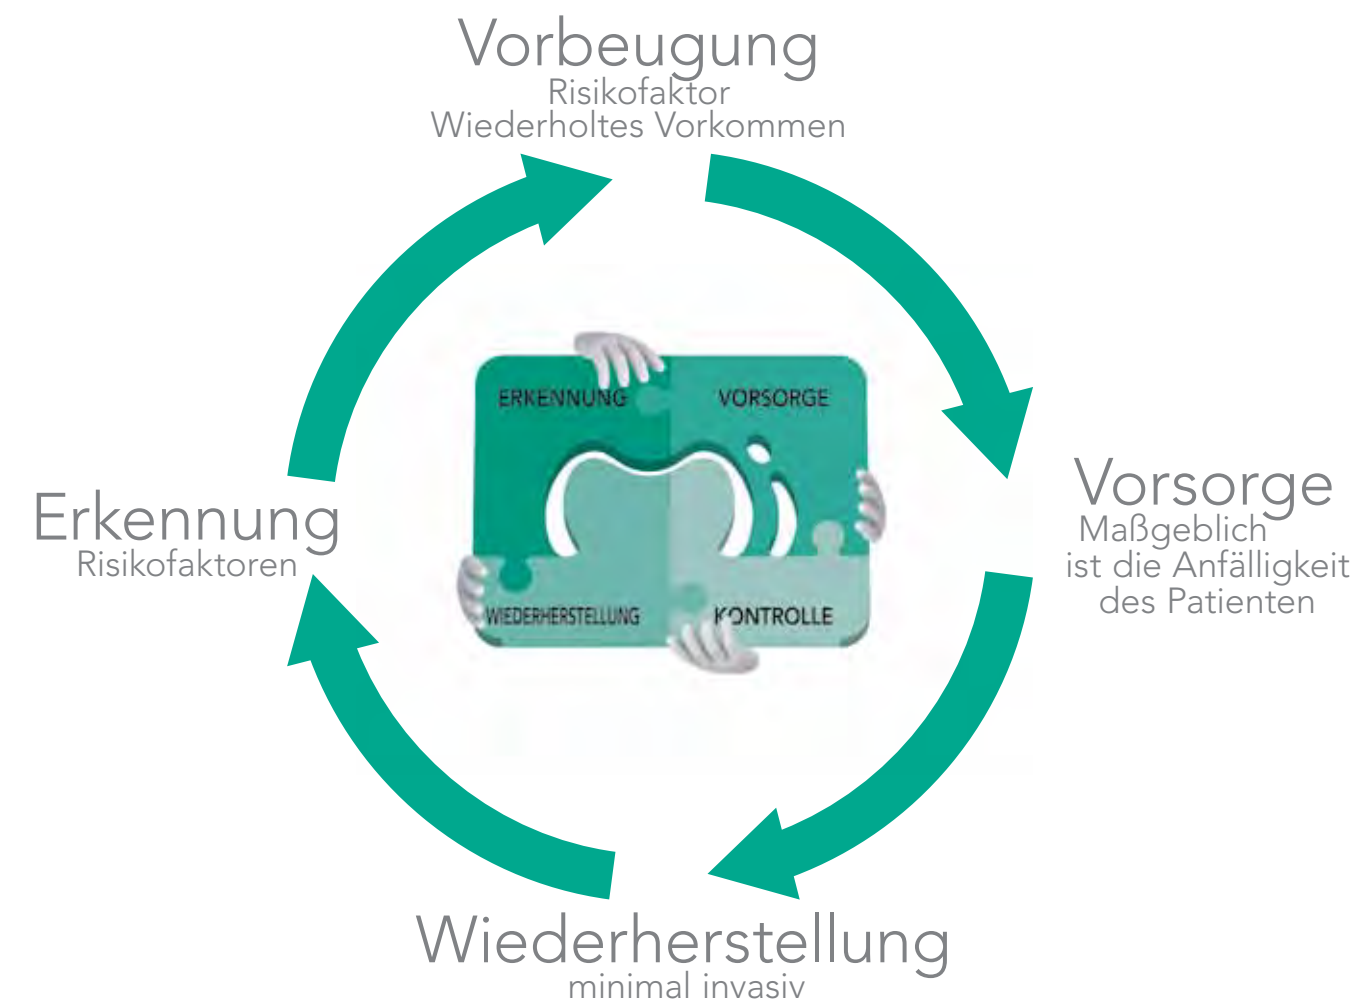 Vorbeugung
Risikofaktor
Wiederholtes Vorkommen
ERKENNUNG
VORSORGE
Erkennung
Risikofaktoren
Vorsorge
Maßgeblich
ist die Anfälligkeit
des Patienten
WIEDERHERSTELLUNG
KONTROLLE
Wiederherstellung
minimal invasiv